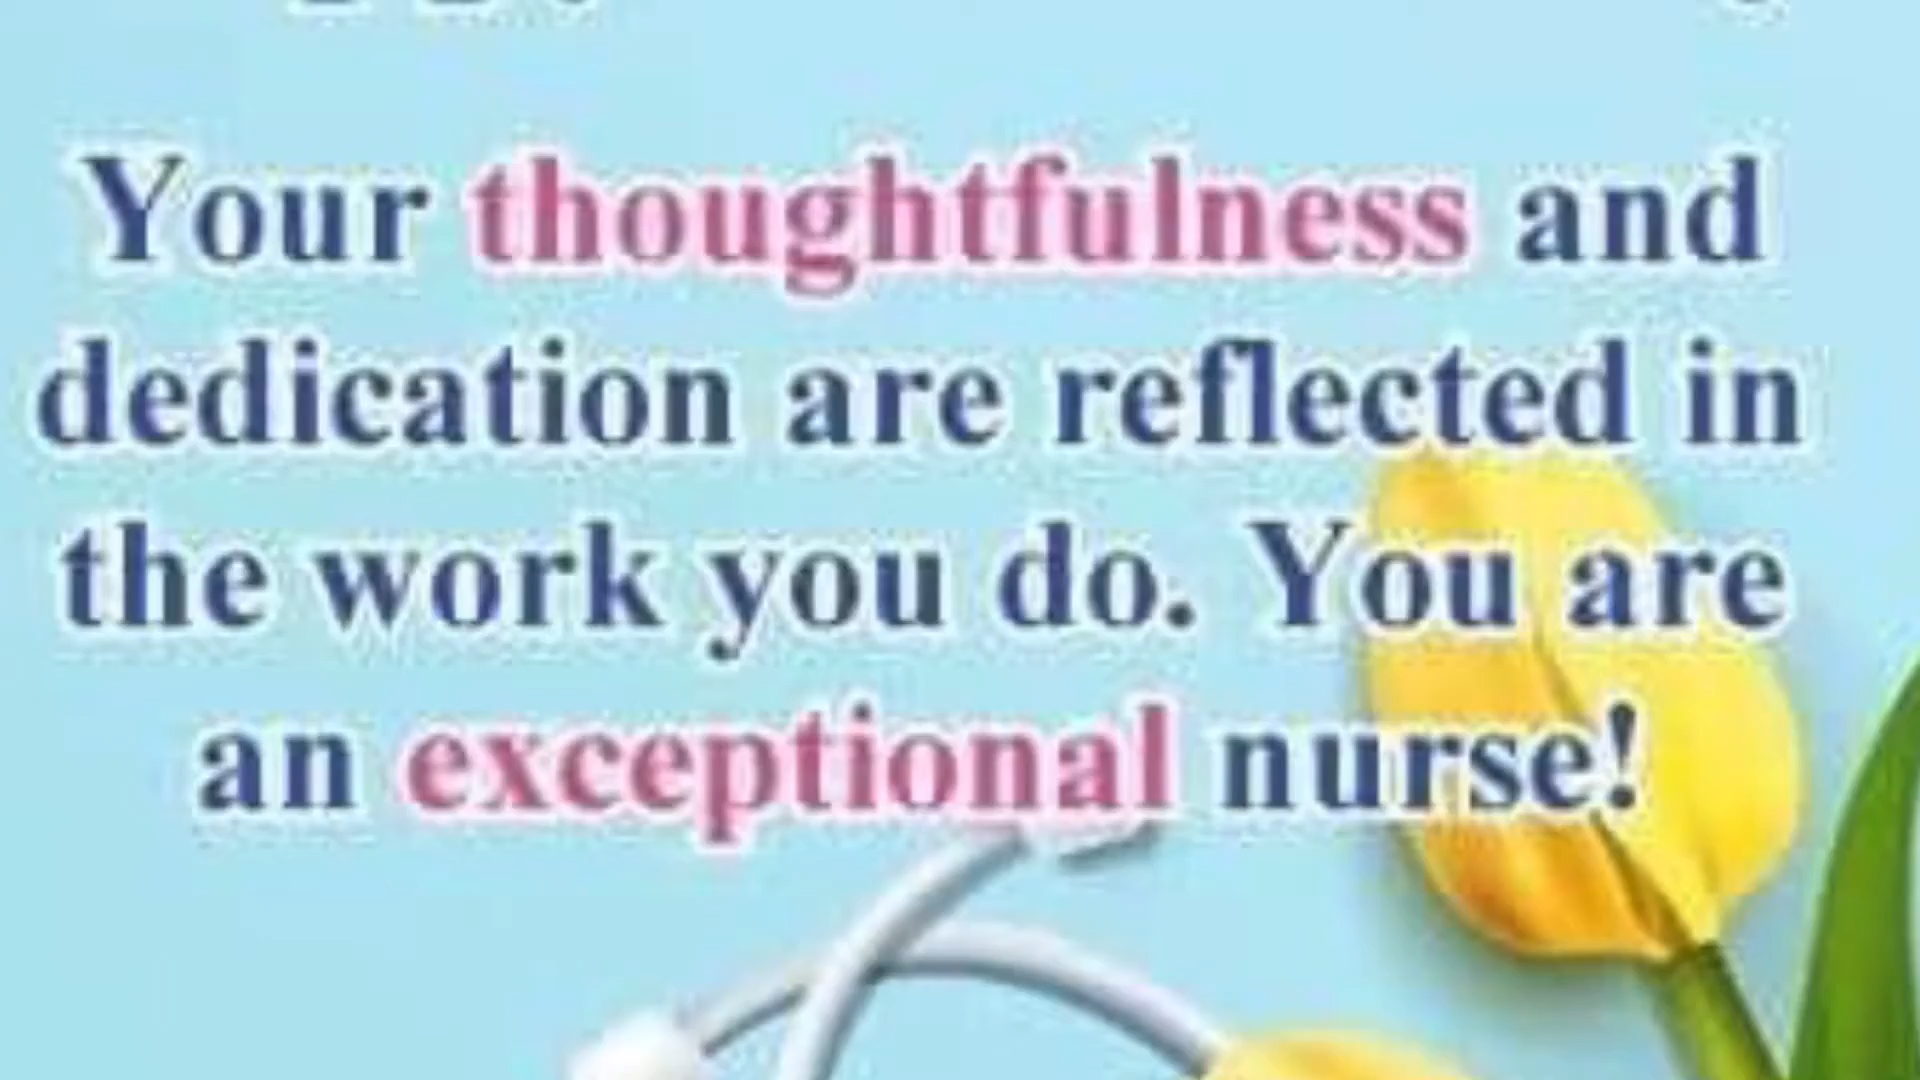 Your thoughtfulness and
dedication are reflected in
the work you do. You are
an exceptional nurse!